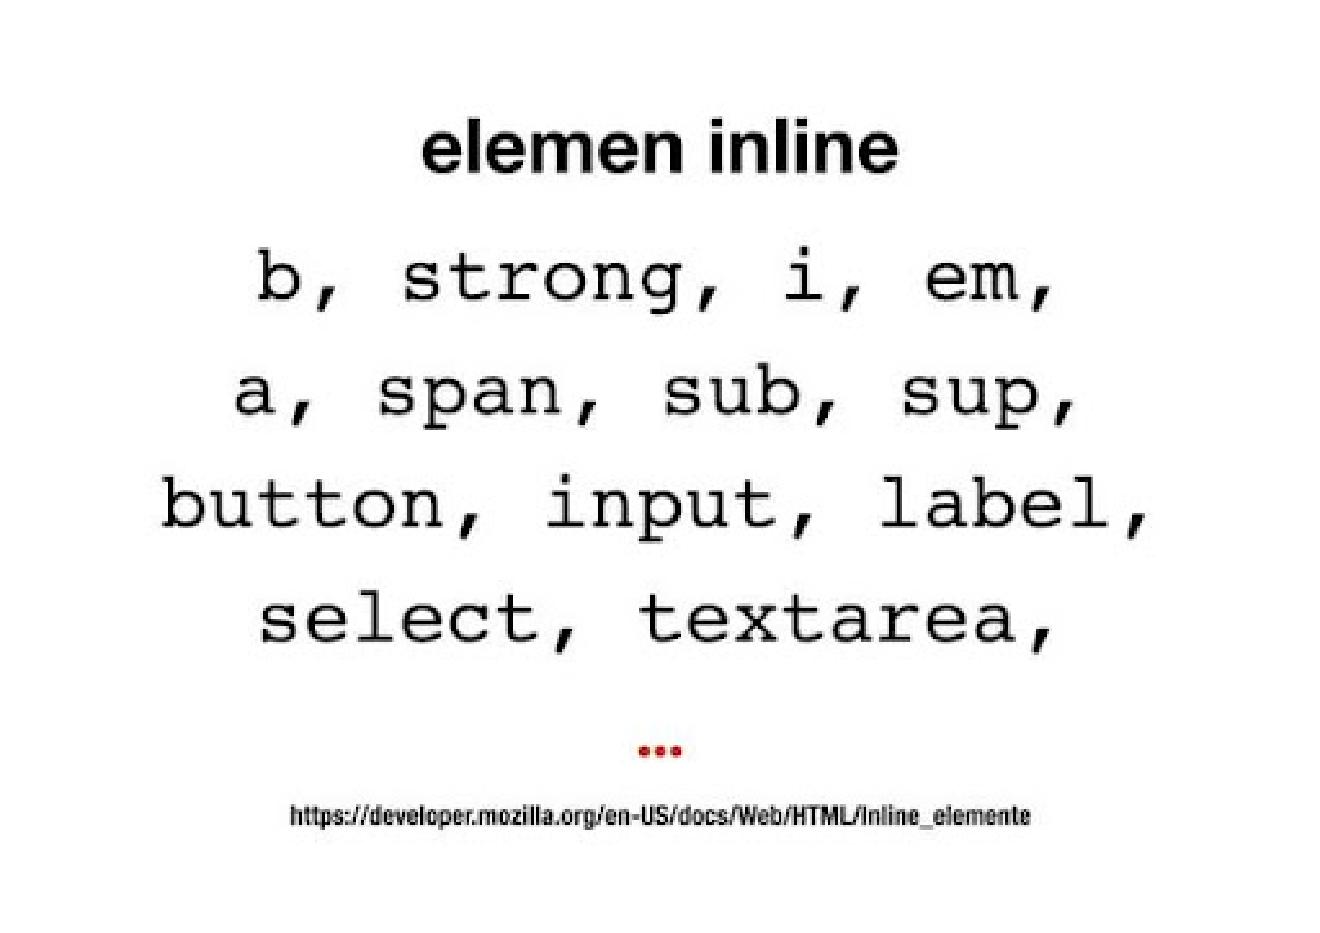 elemen inline
b, strong, i, em,
a, span, sub, sup,
button, input, label,
select, textarea,
...
https://developer.mozilla.org/en-US/docs/Web/HTML/Inline_elemente